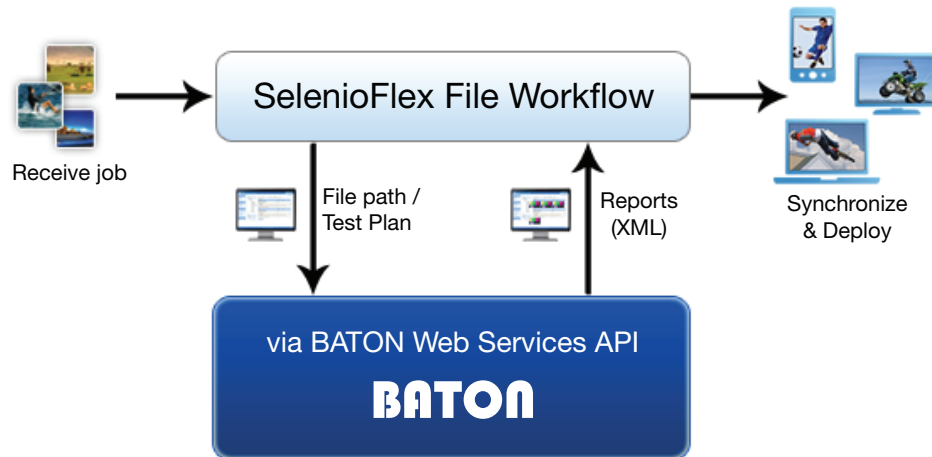 SelenioFlex File Workflow
Receive job
File path /
Test Plan
Reports
(XML)
Synchronize
& Deploy
via BATON Web Services API
BATON